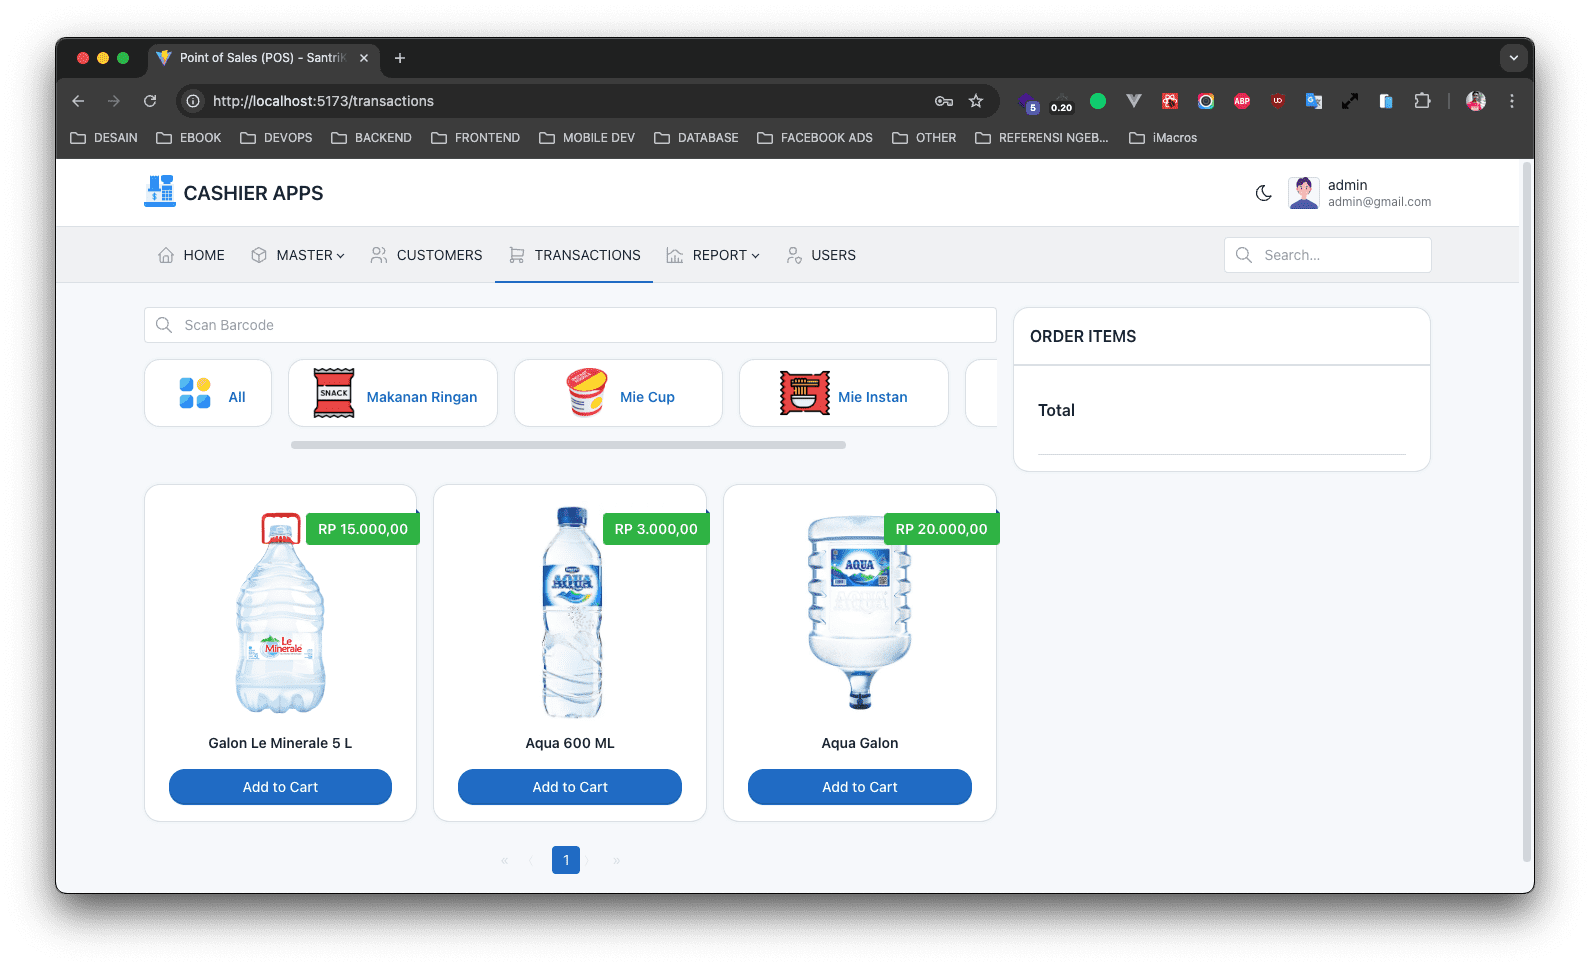 Point of Sales (POS) - SantriK
http://localhost:5173/transactions
5
0.20
ABP
DESAIN
EBOOK
DEVOPS
BACKEND
FRONTEND
MOBILE DEV
DATABASE
FACEBOOK ADS
OTHER
REFERENSI NGEB...
iMacros
CASHIER APPS
admin
admin@gmail.com
HOME
MASTER
CUSTOMERS
TRANSACTIONS
REPORT
USERS
Search...
Scan Barcode
All
SNACK
Makanan Ringan
Mie Cup
Mie Instan
ORDER ITEMS
Total
RP 15.000,00
Le
Minerale
Galon Le Minerale 5 L
Add to Cart
RP 3.000,00
AQUA
Aqua 600 ML
Add to Cart
RP 20.000,00
AQUA
AQUA
Aqua Galon
Add to Cart
« ‹ 1 › »